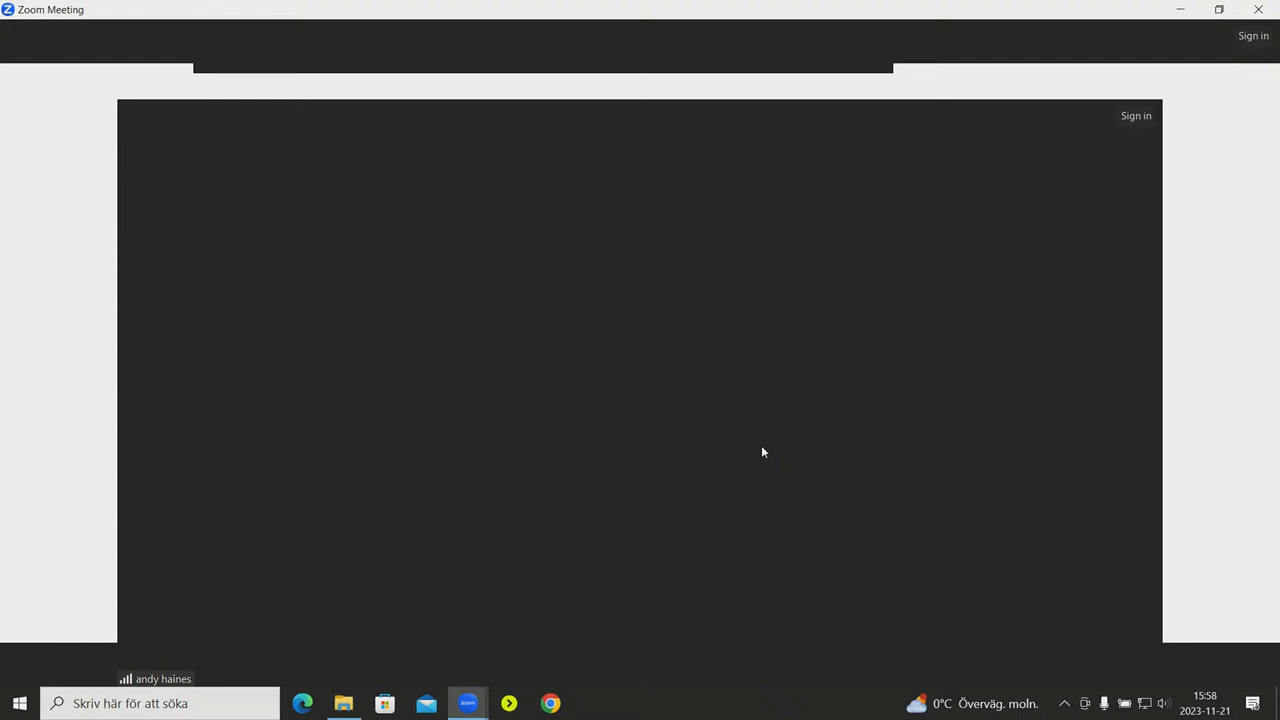 Zoom Meeting
Sign in
Sign in
andy haines
Skriv här för att söka
zoom
0°C Överväg. moln.
15:58
2023-11-21